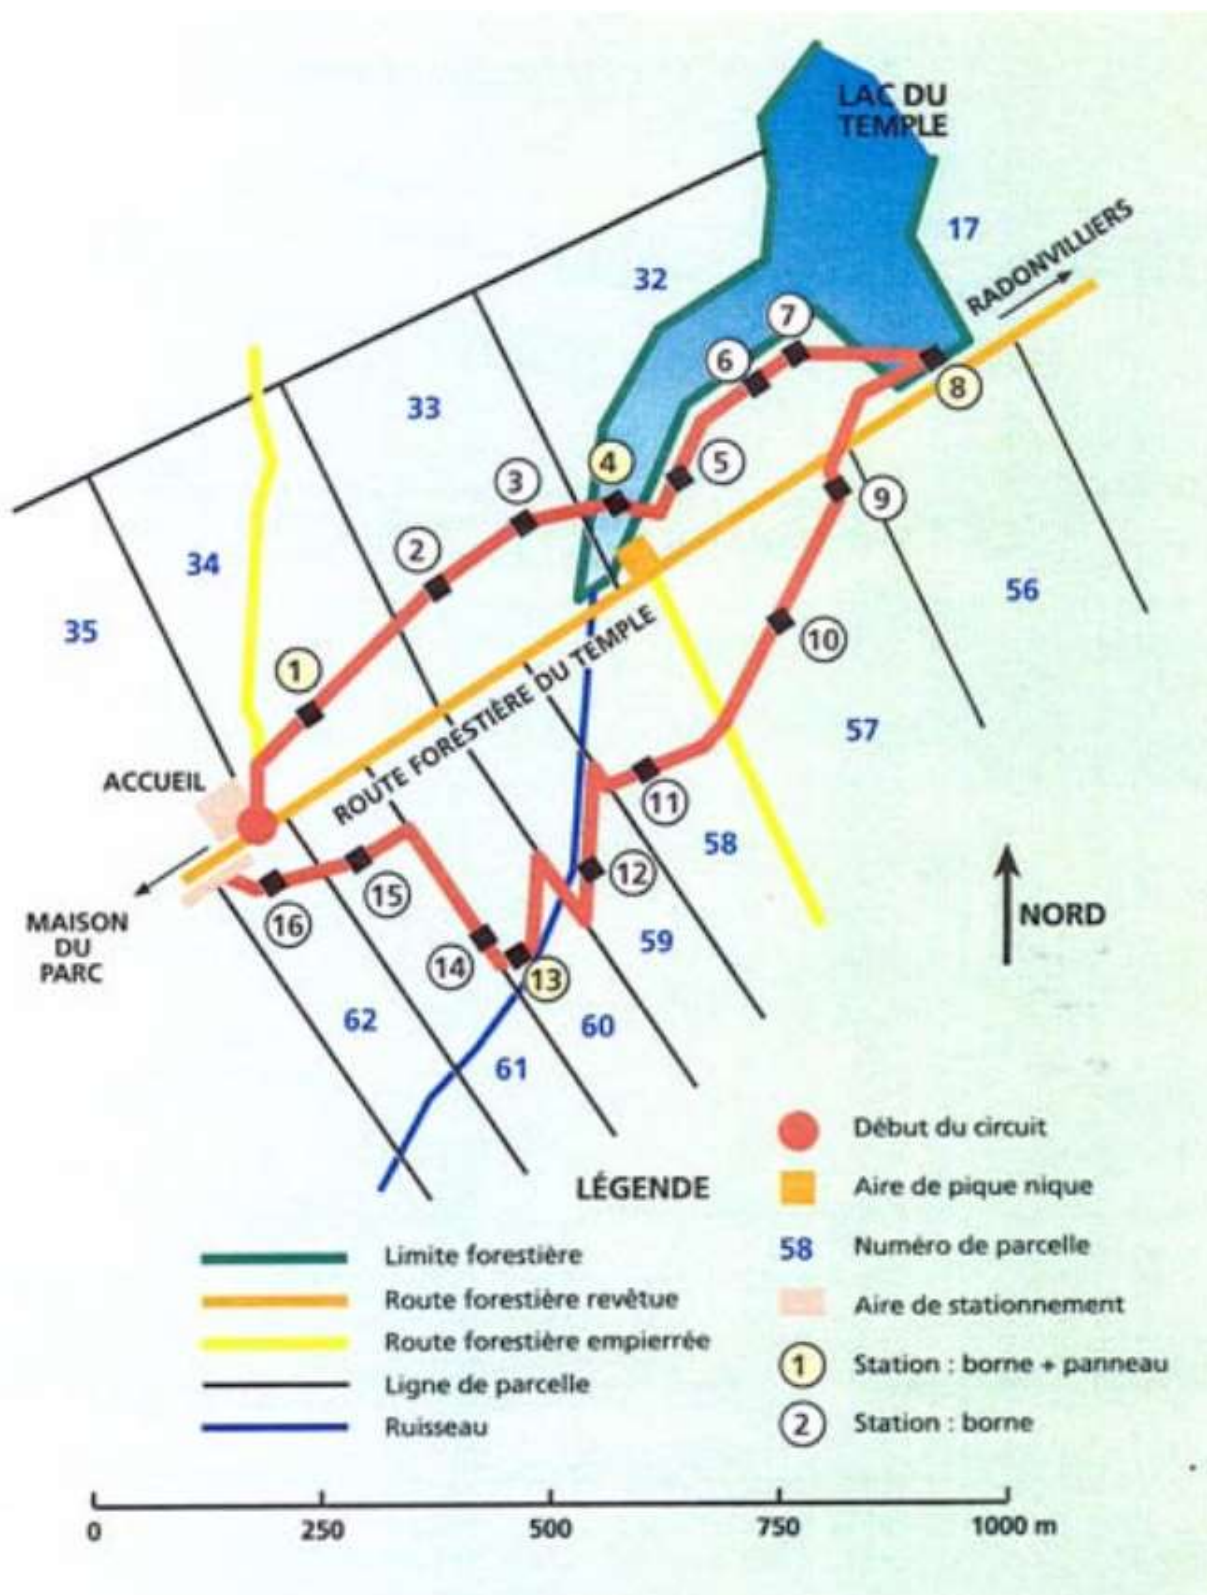 LAC DU
TEMPLE
17
RADONVILLIERS
32
7
6
8
33
4
5
3
9
2
34
56
35
10
1
ROUTE FORESTIÈRE DU TEMPLE
57
ACCUEIL
11
58
12
15
16
MAISON
DU
PARC
59
NORD
14
13
62
60
61
LÉGENDE
Début du circuit
Aire de pique nique
58 Numéro de parcelle
Aire de stationnement
1 Station : borne + panneau
2 Station : borne
Limite forestière
Route forestière revêtue
Route forestière empierrée
Ligne de parcelle
Ruisseau
0 250 500 750 1000 m